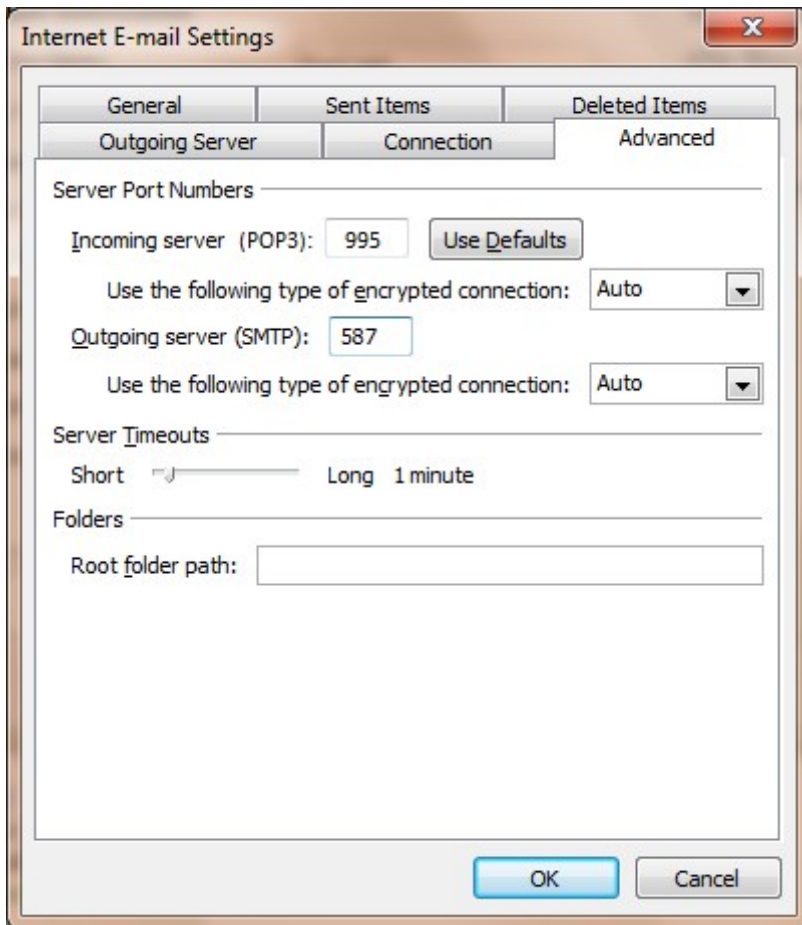 Internet E-mail Settings
General Sent Items Deleted Items
Outgoing Server Connection Advanced
Server Port Numbers
Incoming server (POP3): 995 Use Defaults
Use the following type of encrypted connection: Auto
Outgoing server (SMTP): 587
Use the following type of encrypted connection: Auto
Server Timeouts
Short Long 1 minute
Folders
Root folder path:
OK Cancel